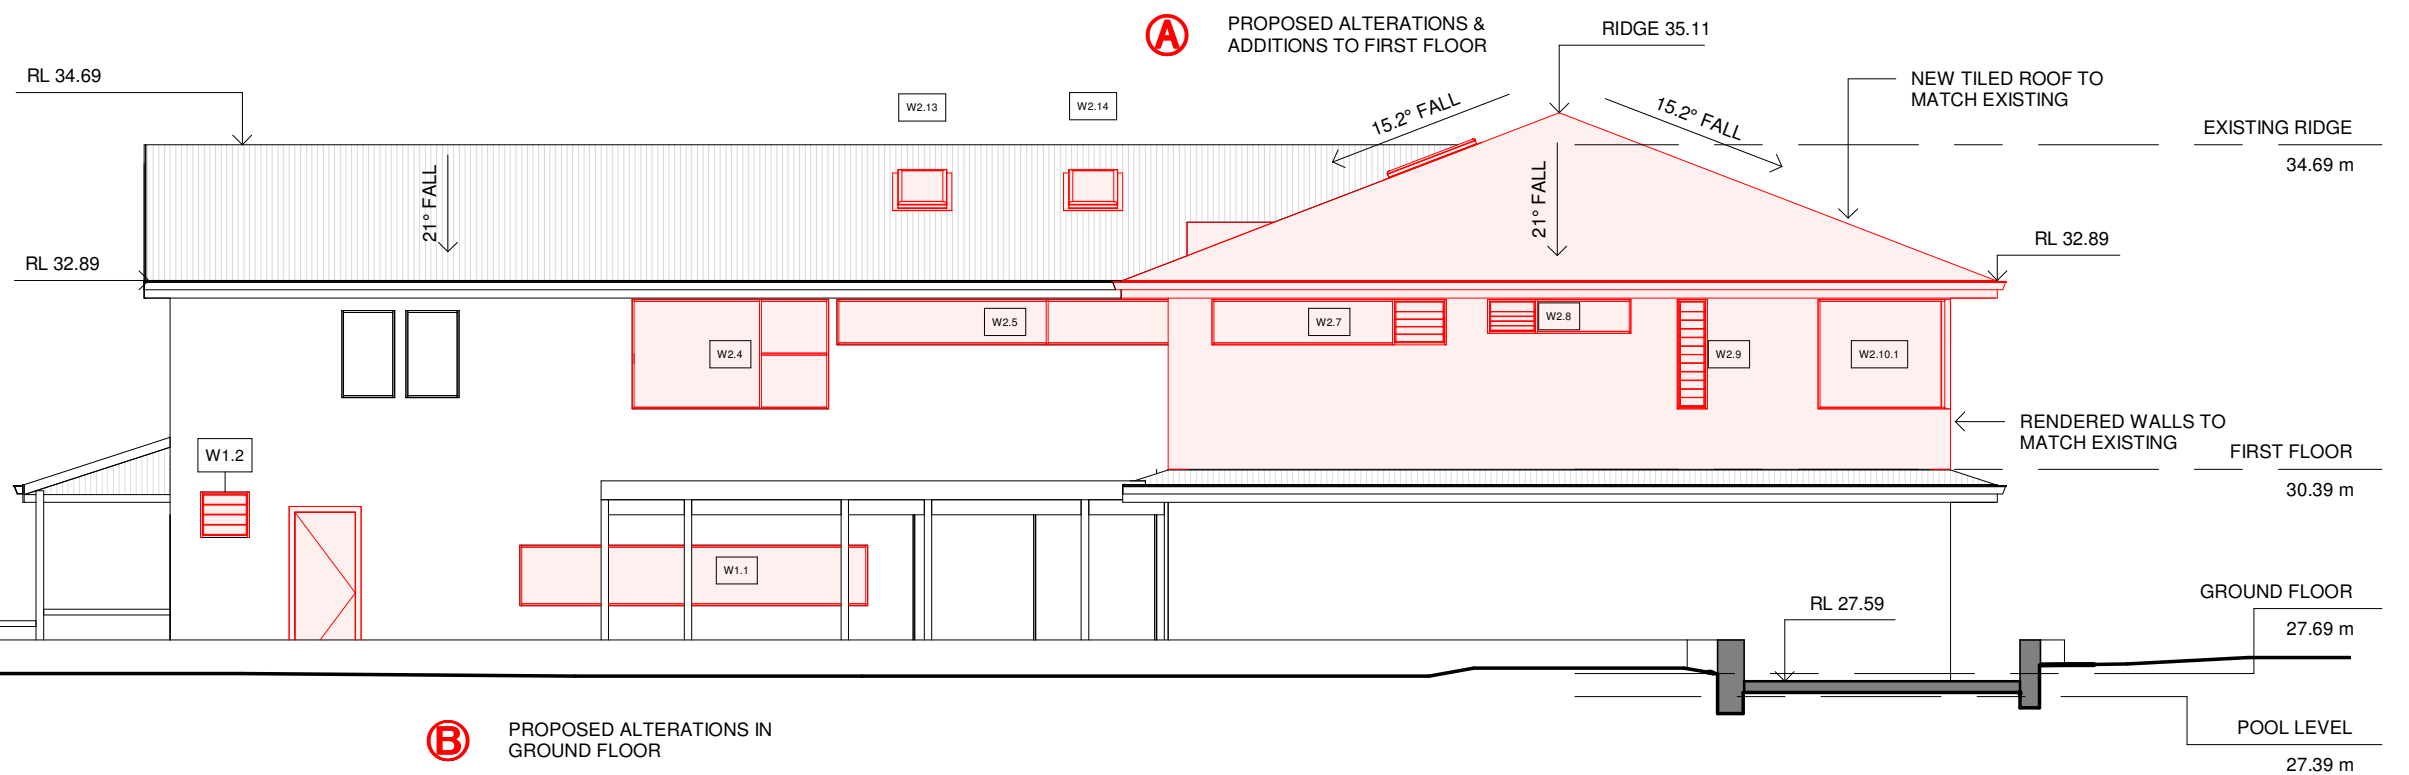 A
PROPOSED ALTERATIONS &
ADDITIONS TO FIRST FLOOR
RIDGE 35.11
RL 34.69
W2.13
W2.14
15.2° FALL
15.2° FALL
NEW TILED ROOF TO
MATCH EXISTING
EXISTING RIDGE
34.69 m
21° FALL
21° FALL
RL 32.89
RL 32.89
W2.4
W2.5
W2.7
W2.8
W2.9
W2.10.1
RENDERED WALLS TO
MATCH EXISTING
FIRST FLOOR
30.39 m
W1.2
W1.1
RL 27.59
GROUND FLOOR
27.69 m
B
PROPOSED ALTERATIONS IN
GROUND FLOOR
POOL LEVEL
27.39 m